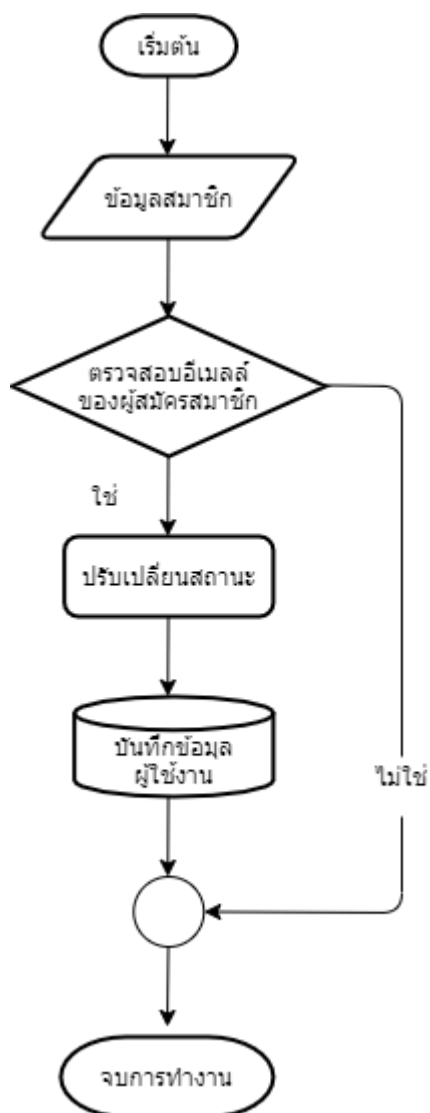 เริ่มต้น
ข้อมูลสมาชิก
ตรวจสอบอีเมลล์
ของผู้สมัครสมาชิก
ใช่
ปรับเปลี่ยนสถานะ
บันทึกข้อมูล
ผู้ใช้งาน
ไม่ใช่
จบการทำงาน